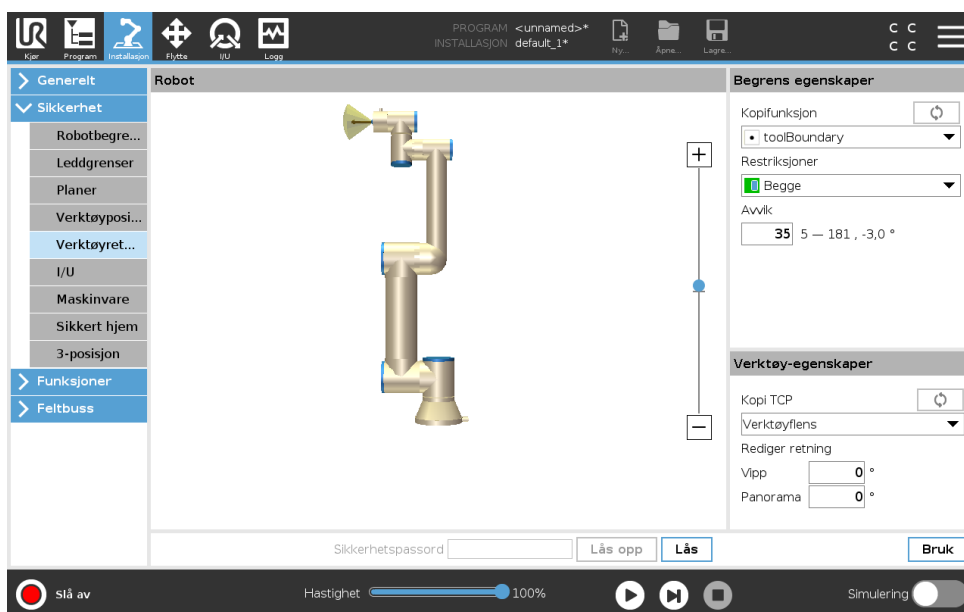 UR
PROGRAM <unnamed>*
INSTALLASJON default_1*
C C
C C
Kjør
Program
Installasjon
Flytte
I/U
Logg
Ny...
Åpne...
Lagre...
Generelt
Sikkerhet
Robotbegre...
Leddgrenser
Planer
Verktøyposi...
Verktøyret...
I/U
Maskinvare
Sikkert hjem
3-posisjon
Funksjoner
Feltbuss
Robot
Sikkerhetspassord
Lås opp
Lås
Begrens egenskaper
Kopifunksjon
toolBoundary
Restriksjoner
Begge
Avvik
35 5 — 181 , -3,0 °
Verktøy-egenskaper
Kopi TCP
Verktøyflens
Rediger retning
Vipp 0 °
Panorama 0 °
Bruk
Slå av
Hastighet 100%
Simulering